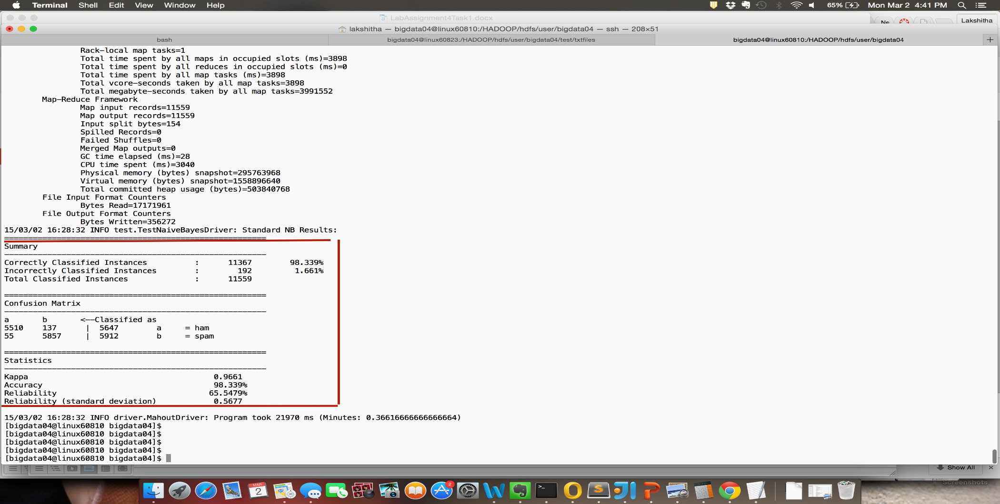 Terminal Shell Edit View Window Help 65% Mon Mar 2 4:41 PM
LabAssignment4Task1.docx
Ne Lakshitha
lakshitha — bigdata04@linux60810:/HADOOP/hdfs/user/bigdata04 — ssh — 208×51
bash bigdata04@linux60823:/HADOOP/hdfs/user/bigdata04/test/txtfiles bigdata04@linux60810:/HADOOP/hdfs/user/bigdata04 +
Rack-local map tasks=1
Total time spent by all maps in occupied slots (ms)=3898
Total time spent by all reduces in occupied slots (ms)=0
Total time spent by all map tasks (ms)=3898
Total vcore-seconds taken by all map tasks=3898
Total megabyte-seconds taken by all map tasks=3991552
Map-Reduce Framework
Map input records=11559
Map output records=11559
Input split bytes=154
Spilled Records=0
Failed Shuffles=0
Merged Map outputs=0
GC time elapsed (ms)=28
CPU time spent (ms)=3040
Physical memory (bytes) snapshot=295763968
Virtual memory (bytes) snapshot=1558896640
Total committed heap usage (bytes)=503840768
File Input Format Counters
Bytes Read=17171961
File Output Format Counters
Bytes Written=356272
15/03/02 16:28:32 INFO test.TestNaiveBayesDriver: Standard NB Results:
=======================================================
Summary
-------------------------------------------------------
Correctly Classified Instances : 11367 98.339%
Incorrectly Classified Instances : 192 1.661%
Total Classified Instances : 11559
=======================================================
Confusion Matrix
-------------------------------------------------------
a b <--Classified as
5510 137 | 5647 a = ham
55 5857 | 5912 b = spam
=======================================================
Statistics
-------------------------------------------------------
Kappa 0.9661
Accuracy 98.339%
Reliability 65.5479%
Reliability (standard deviation) 0.5677
15/03/02 16:28:32 INFO driver.MahoutDriver: Program took 21970 ms (Minutes: 0.36616666666666664)
[bigdata04@linux60810 bigdata04]$
[bigdata04@linux60810 bigdata04]$
[bigdata04@linux60810 bigdata04]$
[bigdata04@linux60810 bigdata04]$
[bigdata04@linux60810 bigdata04]$
Show All
Screenshots
MAR
2
3D
2
>_
S